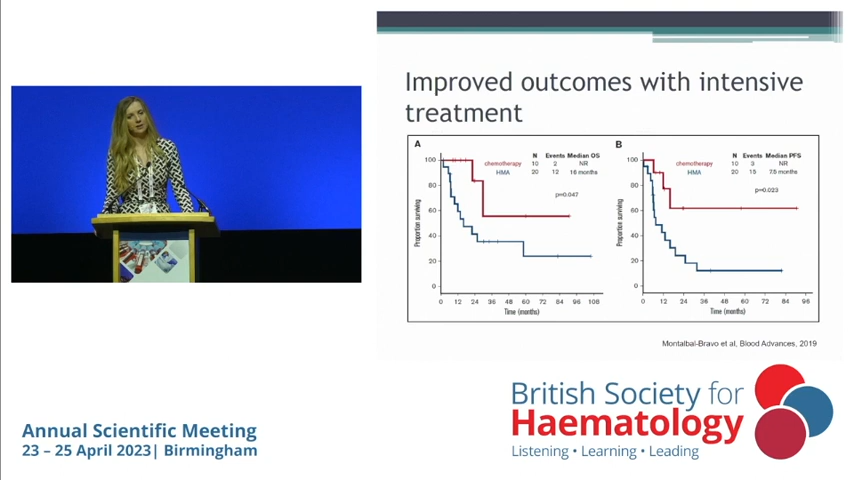 Improved outcomes with intensive
treatment
A
N Events Median OS
chemotherapy 10 2 NR
HMA 20 12 16 months
p=0.047
Proportion surviving
100
80
60
40
20
0
0 12 24 36 48 60 72 84 96 108
Time (months)
B
N Events Median PFS
chemotherapy 10 3 NR
HMA 20 15 7.5 months
p=0.023
Proportion surviving
100
80
60
40
20
0
0 12 24 36 48 60 72 84 96
Time (months)
Montalbal-Bravo et al, Blood Advances, 2019
British Society for
Haematology
Listening • Learning • Leading
Annual Scientific Meeting
23 – 25 April 2023| Birmingham